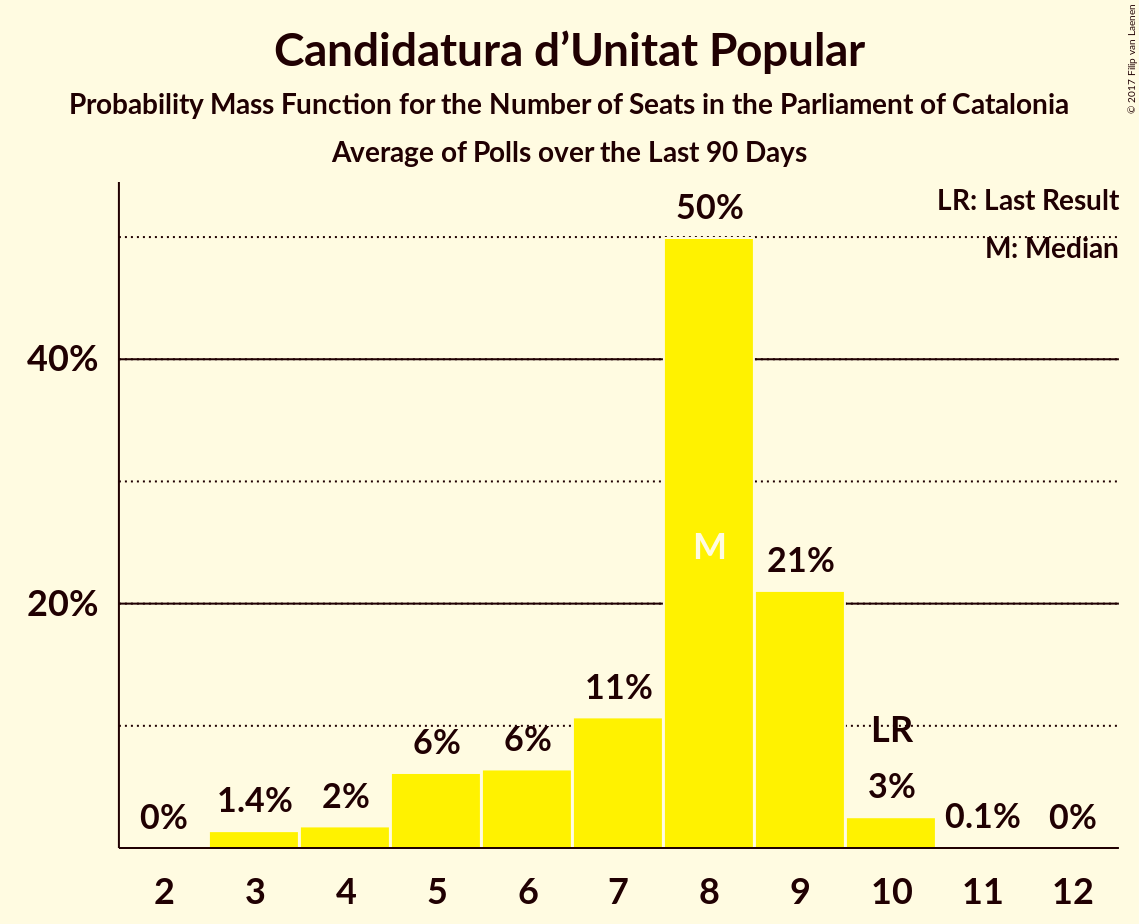 Candidatura d’Unitat Popular
Probability Mass Function for the Number of Seats in the Parliament of Catalonia
Average of Polls over the Last 90 Days
© 2017 Filip van Laenen
LR: Last Result
M: Median
40%
20%
0%
1.4%
2%
6%
6%
11%
50%
M
21%
LR
3%
0.1%
0%
2 3 4 5 6 7 8 9 10 11 12